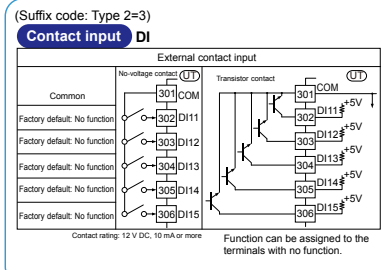 (Suffix code: Type 2=3)
Contact input DI
External contact input
No-voltage contact UT
Transistor contact UT
Common 301 COM
301 COM
Factory default: No function 302 DI11
302 DI11 +5V
Factory default: No function 303 DI12
303 DI12 +5V
Factory default: No function 304 DI13
304 DI13 +5V
Factory default: No function 305 DI14
305 DI14 +5V
Factory default: No function 306 DI15
306 DI15 +5V
Contact rating: 12 V DC, 10 mA or more
Function can be assigned to the
terminals with no function.